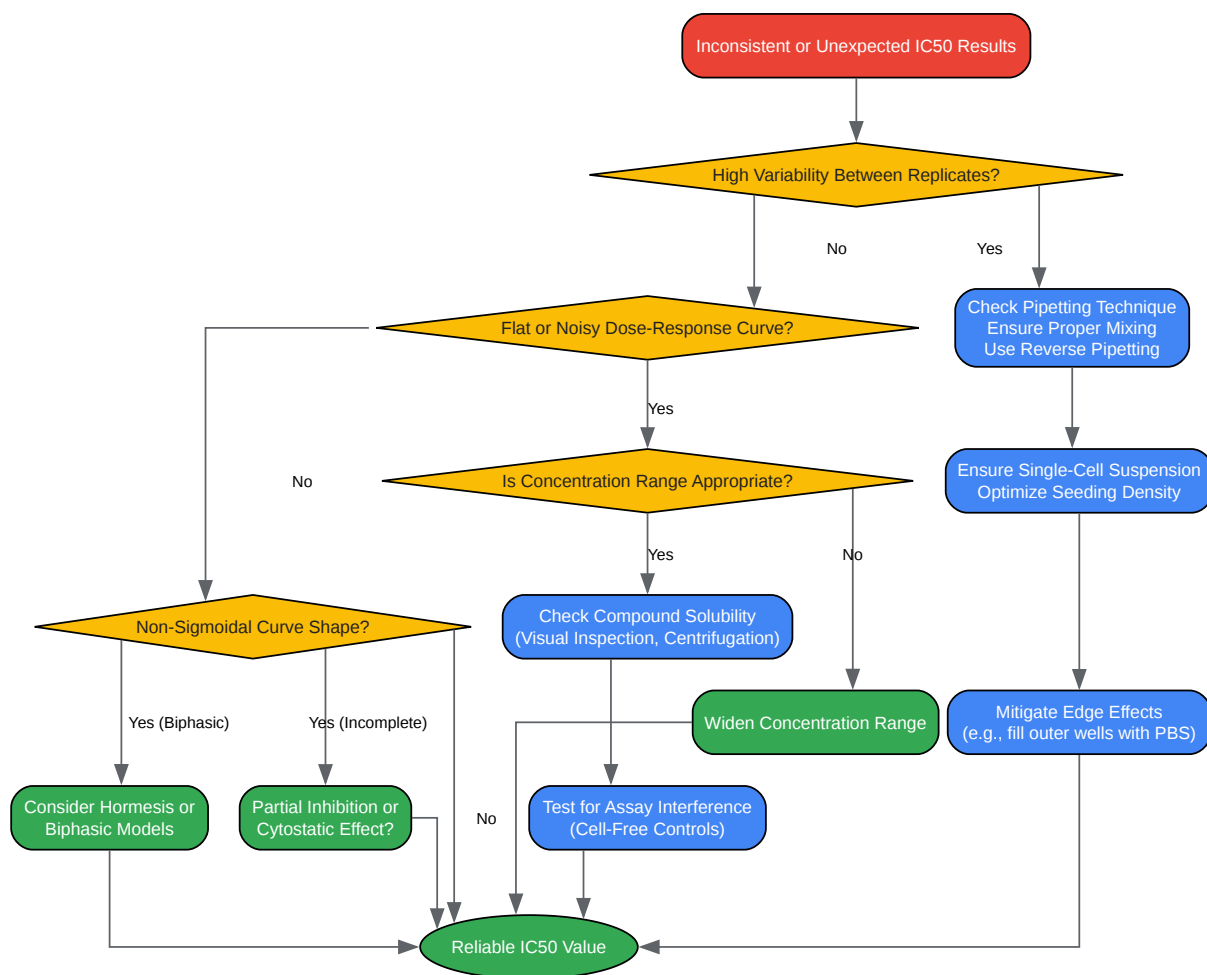 Inconsistent or Unexpected IC50 Results
High Variability Between Replicates?
No
Yes
Check Pipetting Technique
Ensure Proper Mixing
Use Reverse Pipetting
Flat or Noisy Dose-Response Curve?
Yes
Is Concentration Range Appropriate?
No
Ensure Single-Cell Suspension
Optimize Seeding Density
Yes
No
Non-Sigmoidal Curve Shape?
Check Compound Solubility
(Visual Inspection, Centrifugation)
Yes (Biphasic)
Yes (Incomplete)
Widen Concentration Range
Mitigate Edge Effects
(e.g., fill outer wells with PBS)
Consider Hormesis or
Biphasic Models
Partial Inhibition or
Cytostatic Effect?
No
Test for Assay Interference
(Cell-Free Controls)
Reliable IC50 Value